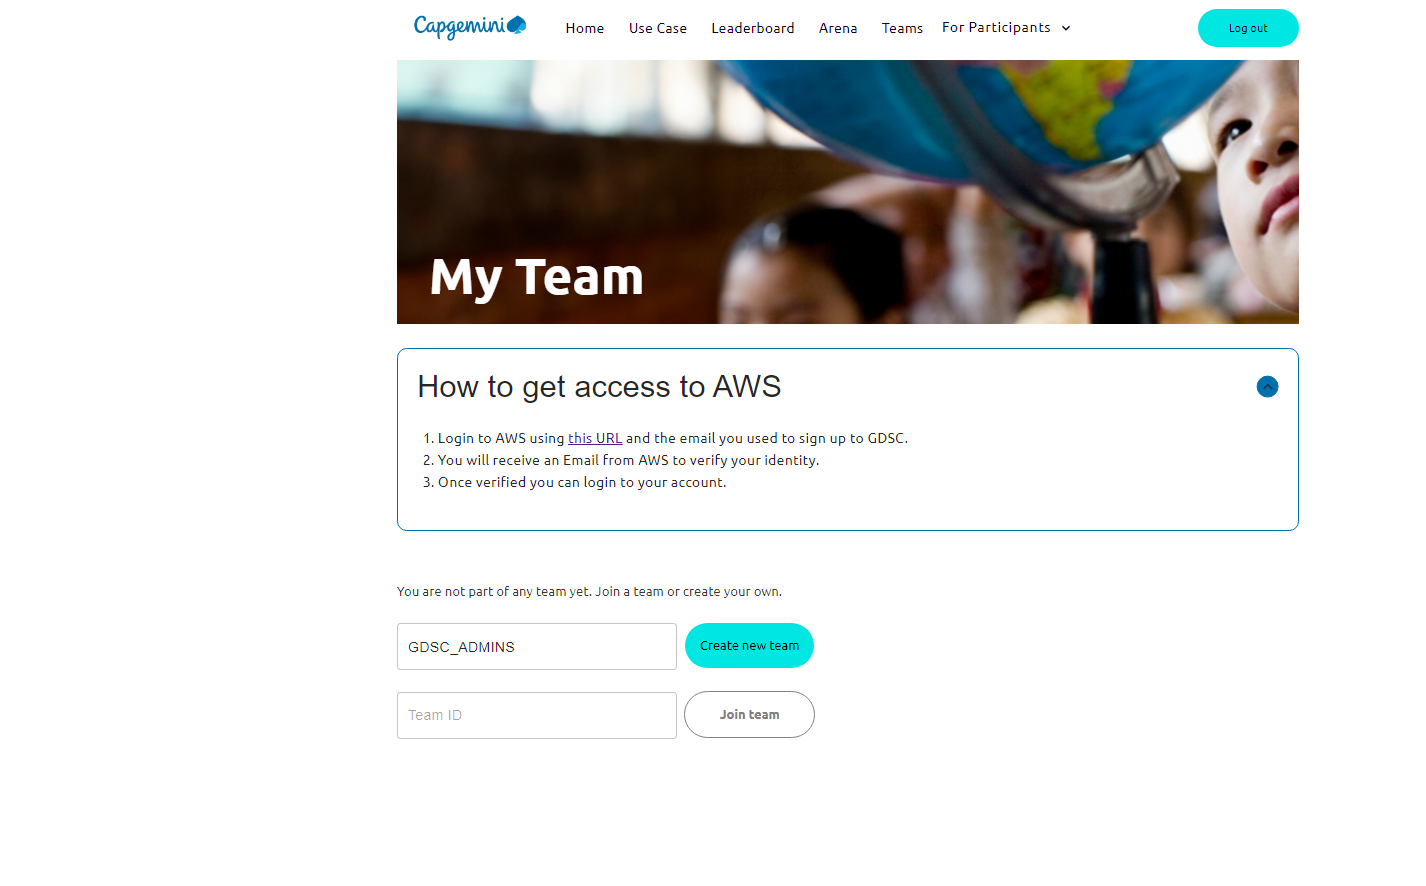 Capgemini
Home Use Case Leaderboard Arena Teams For Participants Log out
My Team
How to get access to AWS
1. Login to AWS using this URL and the email you used to sign up to GDSC.
2. You will receive an Email from AWS to verify your identity.
3. Once verified you can login to your account.
You are not part of any team yet. Join a team or create your own.
GDSC_ADMINS Create new team
Team ID Join team